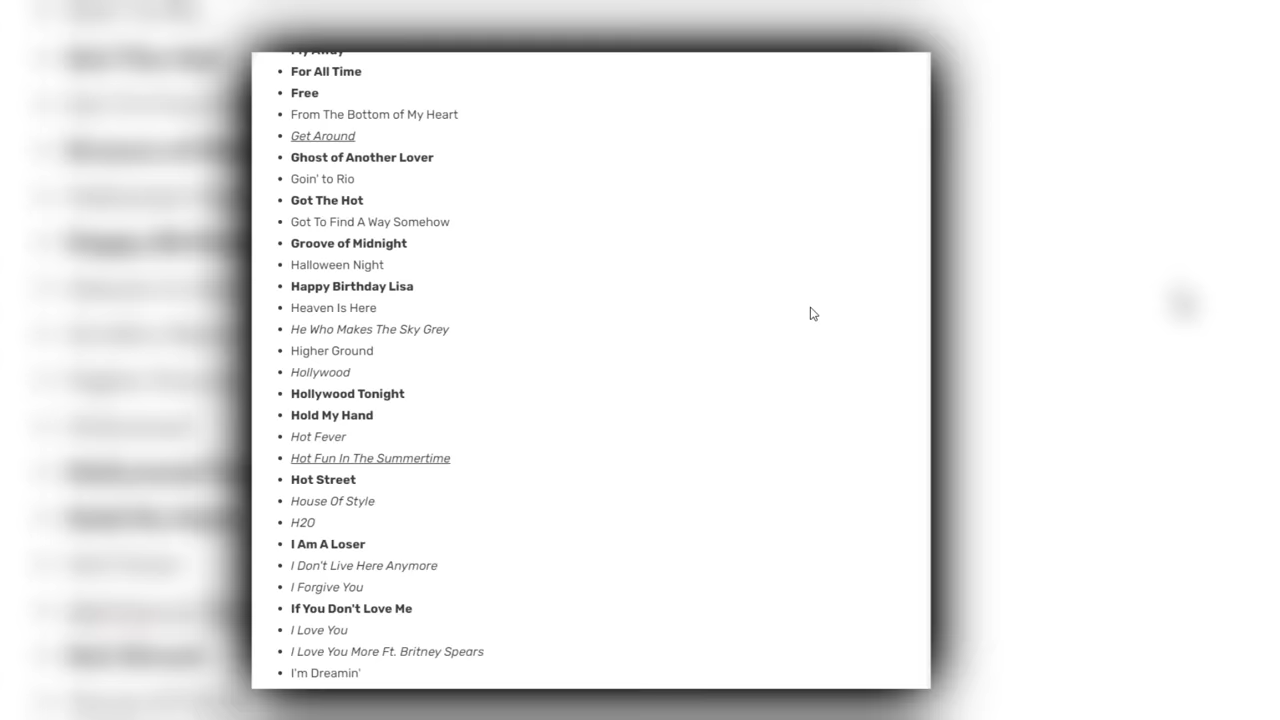 Fly Away
For All Time
Free
From The Bottom of My Heart
Get Around
Ghost of Another Lover
Goin' to Rio
Got The Hot
Got To Find A Way Somehow
Groove of Midnight
Halloween Night
Happy Birthday Lisa
Heaven Is Here
He Who Makes The Sky Grey
Higher Ground
Hollywood
Hollywood Tonight
Hold My Hand
Hot Fever
Hot Fun In The Summertime
Hot Street
House Of Style
H2O
I Am A Loser
I Don't Live Here Anymore
I Forgive You
If You Don't Love Me
I Love You
I Love You More Ft. Britney Spears
I'm Dreamin'